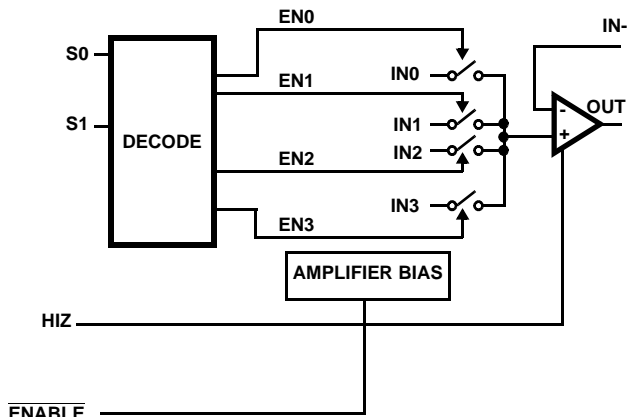 EN0
IN-
S0
IN0
EN1
OUT
S1
IN1
-
+
DECODE
IN2
EN2
IN3
EN3
AMPLIFIER BIAS
HIZ
ENABLE